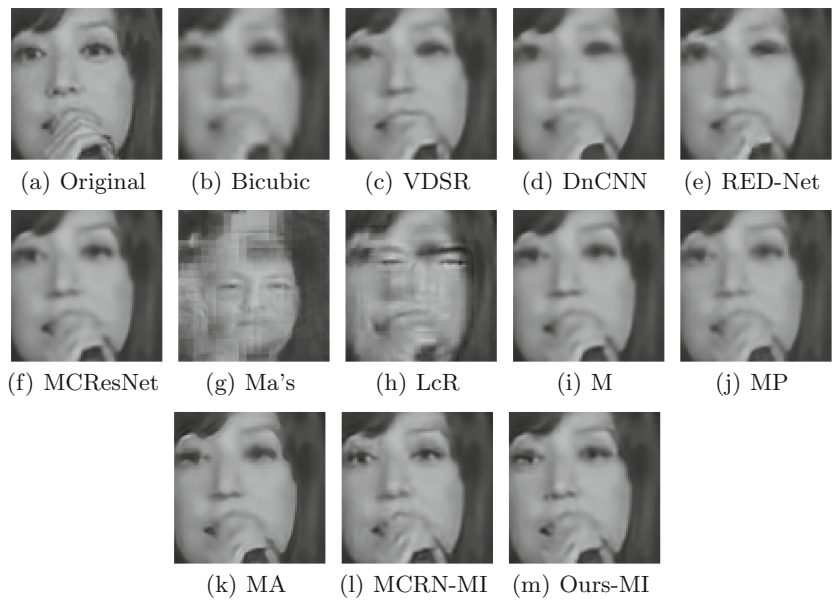 (a) Original (b) Bicubic (c) VDSR (d) DnCNN (e) RED-Net
(f) MCResNet (g) Ma's (h) LcR (i) M (j) MP
(k) MA (l) MCRN-MI (m) Ours-MI